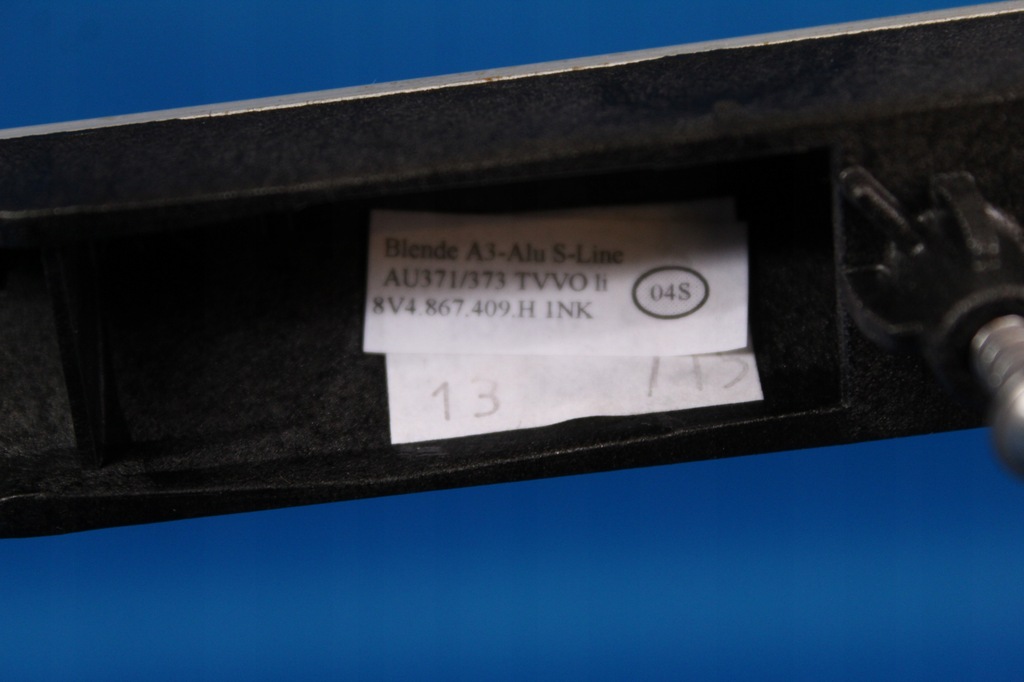 Blende A3-Alu S-Line
AU371/373 TVVO li
8V4.867.409.H 1NK
04S
13